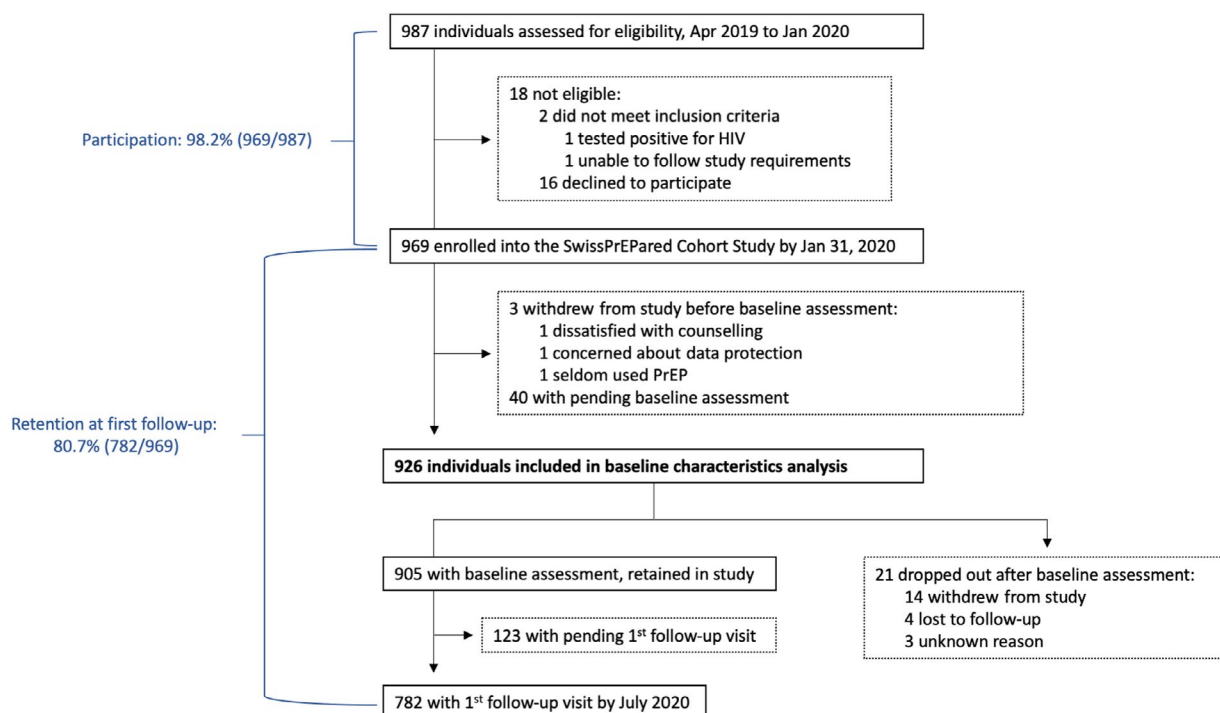 987 individuals assessed for eligibility, Apr 2019 to Jan 2020
18 not eligible:
2 did not meet inclusion criteria
1 tested positive for HIV
1 unable to follow study requirements
16 declined to participate
Participation: 98.2% (969/987)
969 enrolled into the SwissPrEPared Cohort Study by Jan 31, 2020
3 withdrew from study before baseline assessment:
1 dissatisfied with counselling
1 concerned about data protection
1 seldom used PrEP
40 with pending baseline assessment
Retention at first follow-up:
80.7% (782/969)
926 individuals included in baseline characteristics analysis
905 with baseline assessment, retained in study
21 dropped out after baseline assessment:
14 withdrew from study
4 lost to follow-up
3 unknown reason
123 with pending 1st follow-up visit
782 with 1st follow-up visit by July 2020